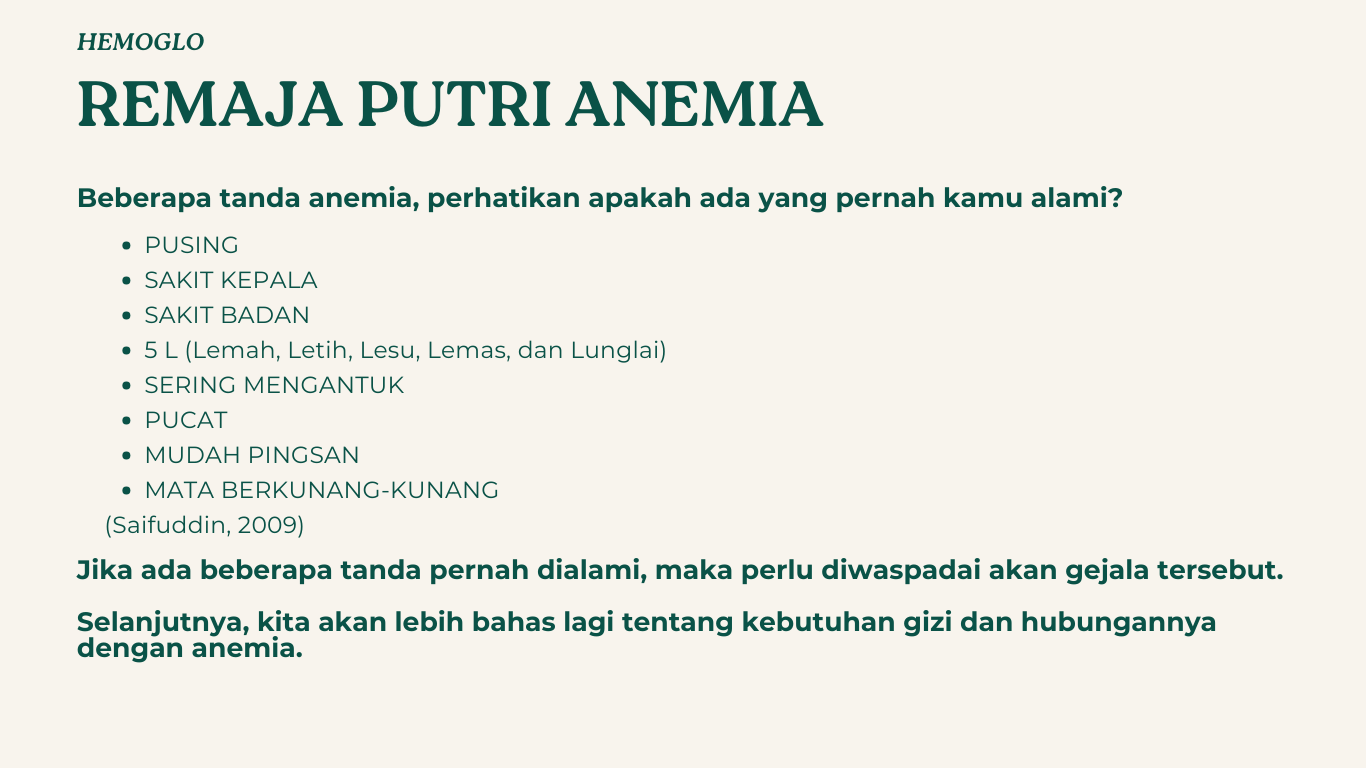 HEMOGLO
REMAJA PUTRI ANEMIA
Beberapa tanda anemia, perhatikan apakah ada yang pernah kamu alami?
• PUSING
• SAKIT KEPALA
• SAKIT BADAN
• 5 L (Lemah, Letih, Lesu, Lemas, dan Lunglai)
• SERING MENGANTUK
• PUCAT
• MUDAH PINGSAN
• MATA BERKUNANG-KUNANG
(Saifuddin, 2009)
Jika ada beberapa tanda pernah dialami, maka perlu diwaspadai akan gejala tersebut.
Selanjutnya, kita akan lebih bahas lagi tentang kebutuhan gizi dan hubungannya
dengan anemia.